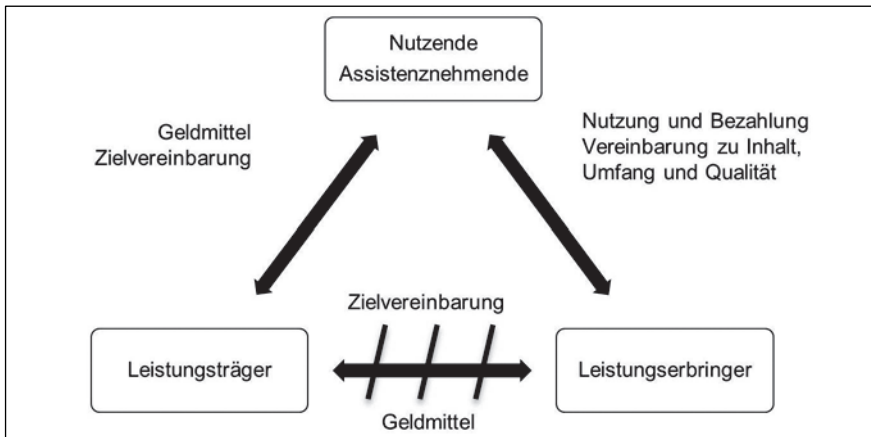 Nutzende
Assistenznehmende
Geldmittel
Zielvereinbarung
Nutzung und Bezahlung
Vereinbarung zu Inhalt,
Umfang und Qualität
Zielvereinbarung
Leistungsträger
Leistungserbringer
Geldmittel